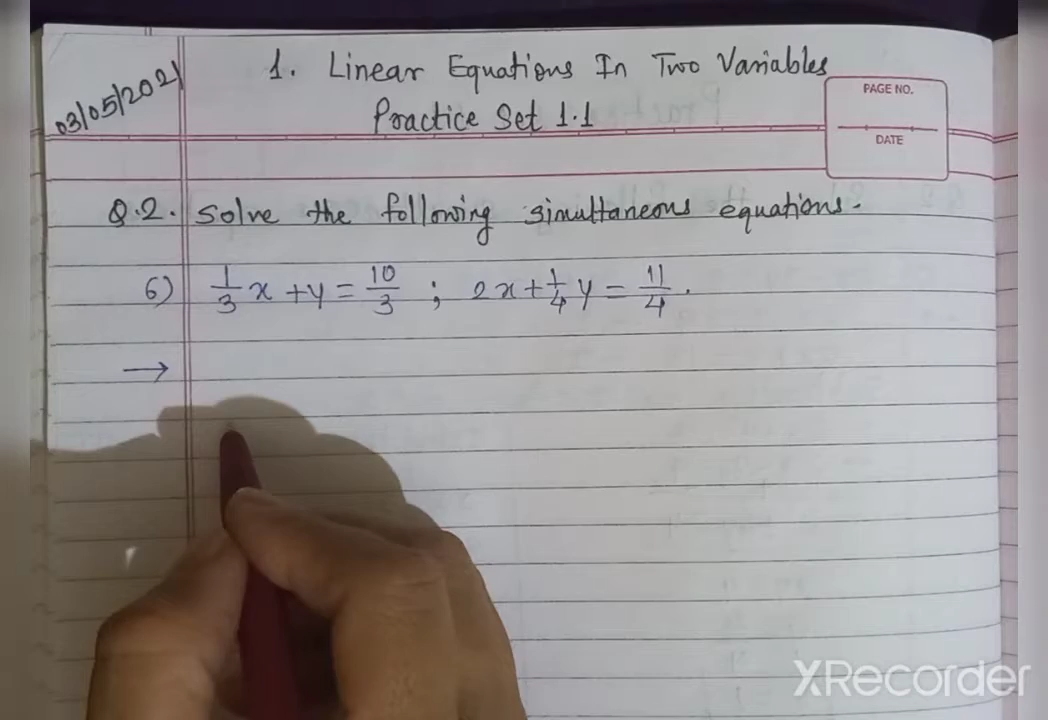 03/05/2021
1. Linear Equations In Two Variables
Practice Set 1.1
PAGE NO.
DATE
Q.2. Solve the following simultaneous equations.
6) 1/3 x + y = 10/3 ; 2x + 1/4 y = 11/4.
→
XRecorder